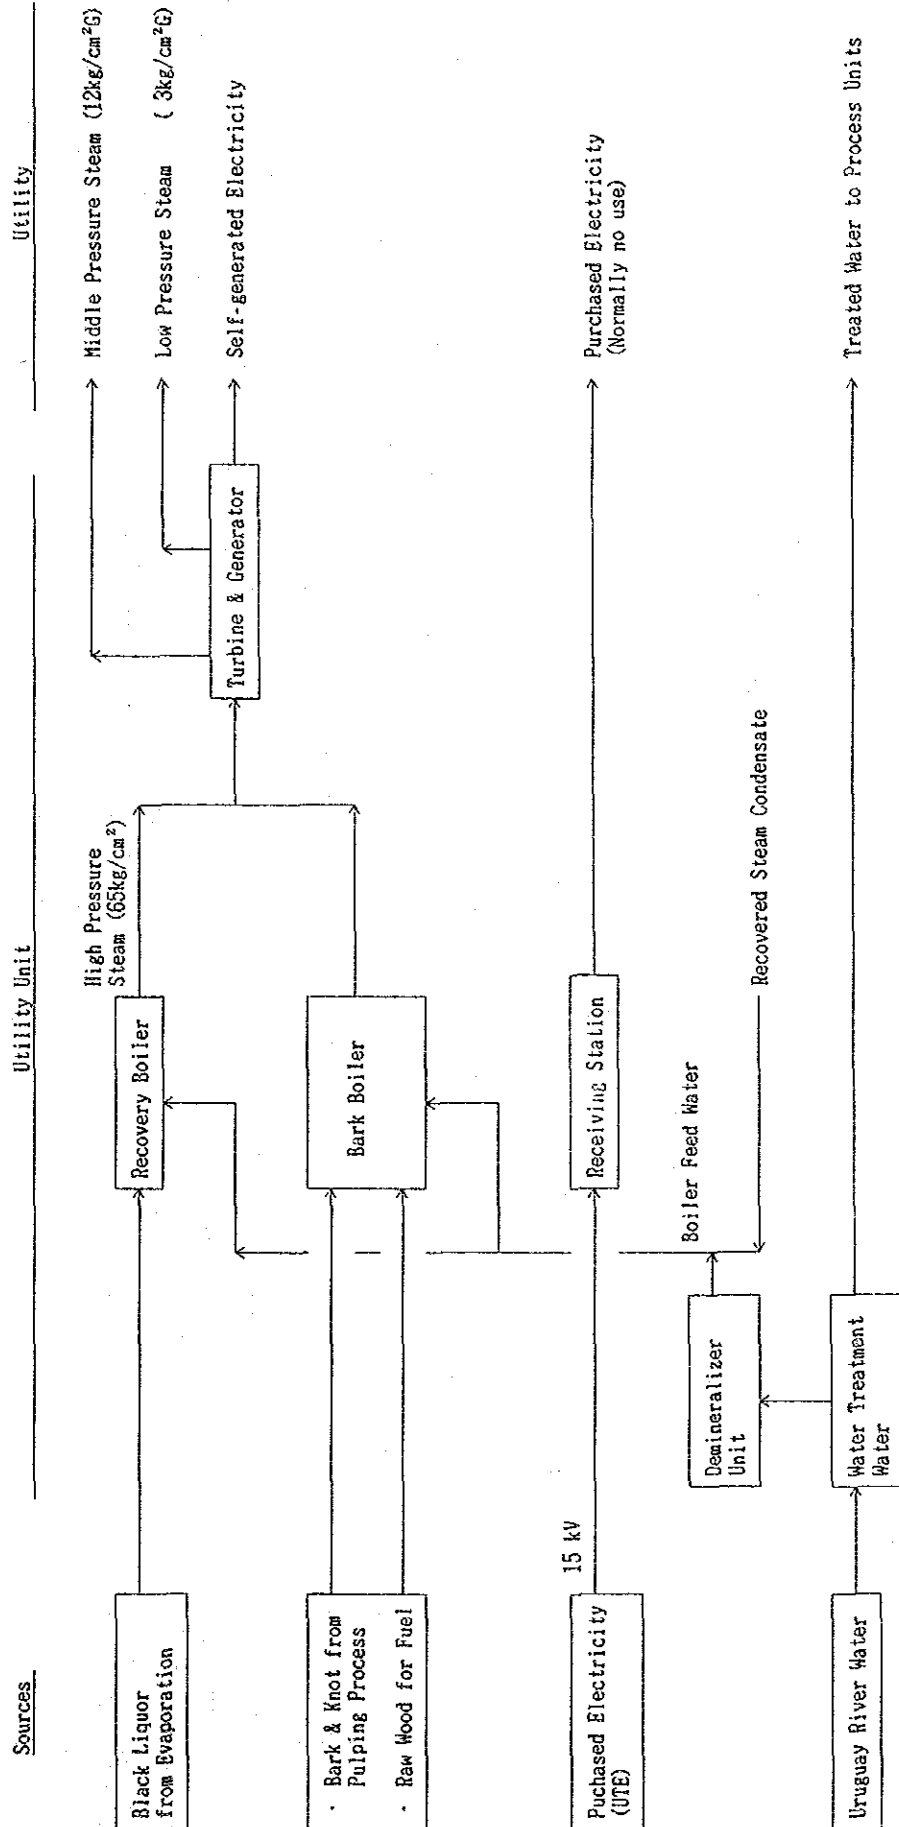 Sources
Utility Unit
Utility
Black Liquor
from Evaporation
Recovery Boiler
High Pressure
Steam (65kg/cm²)
Middle Pressure Steam (12kg/cm²G)
Low Pressure Steam ( 3kg/cm²G)
Turbine & Generator
Self-generated Electricity
· Bark & Knot from
Pulping Process
· Raw Wood for Fuel
Bark Boiler
Puchased Electricity
(UTE)
15 kV
Receiving Station
Purchased Electricity
(Normally no use)
Boiler Feed Water
Demineralizer
Unit
Recovered Steam Condensate
Uruguay River Water
Water Treatment
Water
Treated Water to Process Units